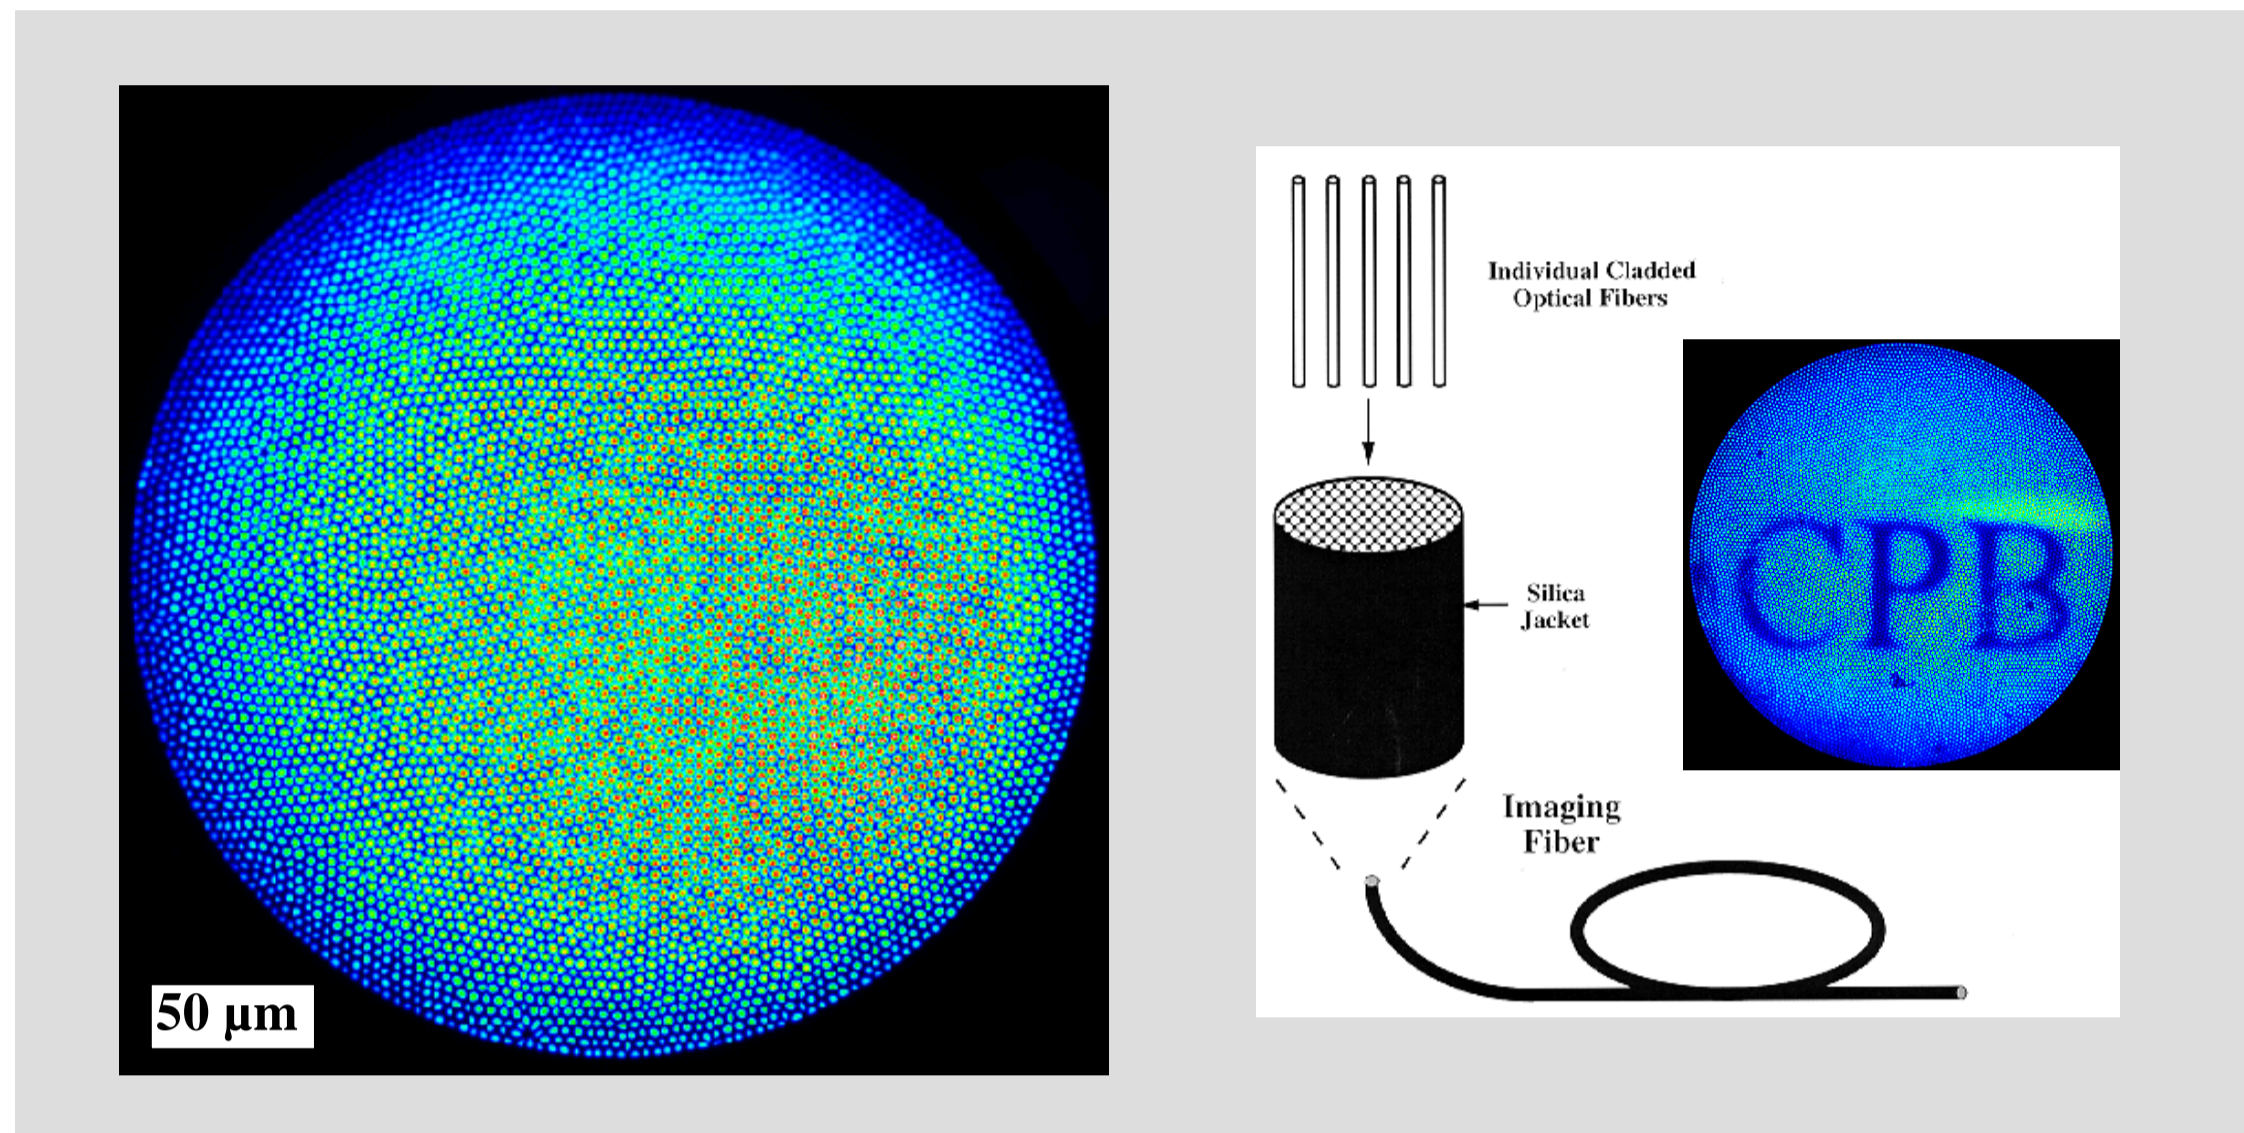 50 µm
Individual Cladded
Optical Fibers
Silica
Jacket
CPB
Imaging
Fiber